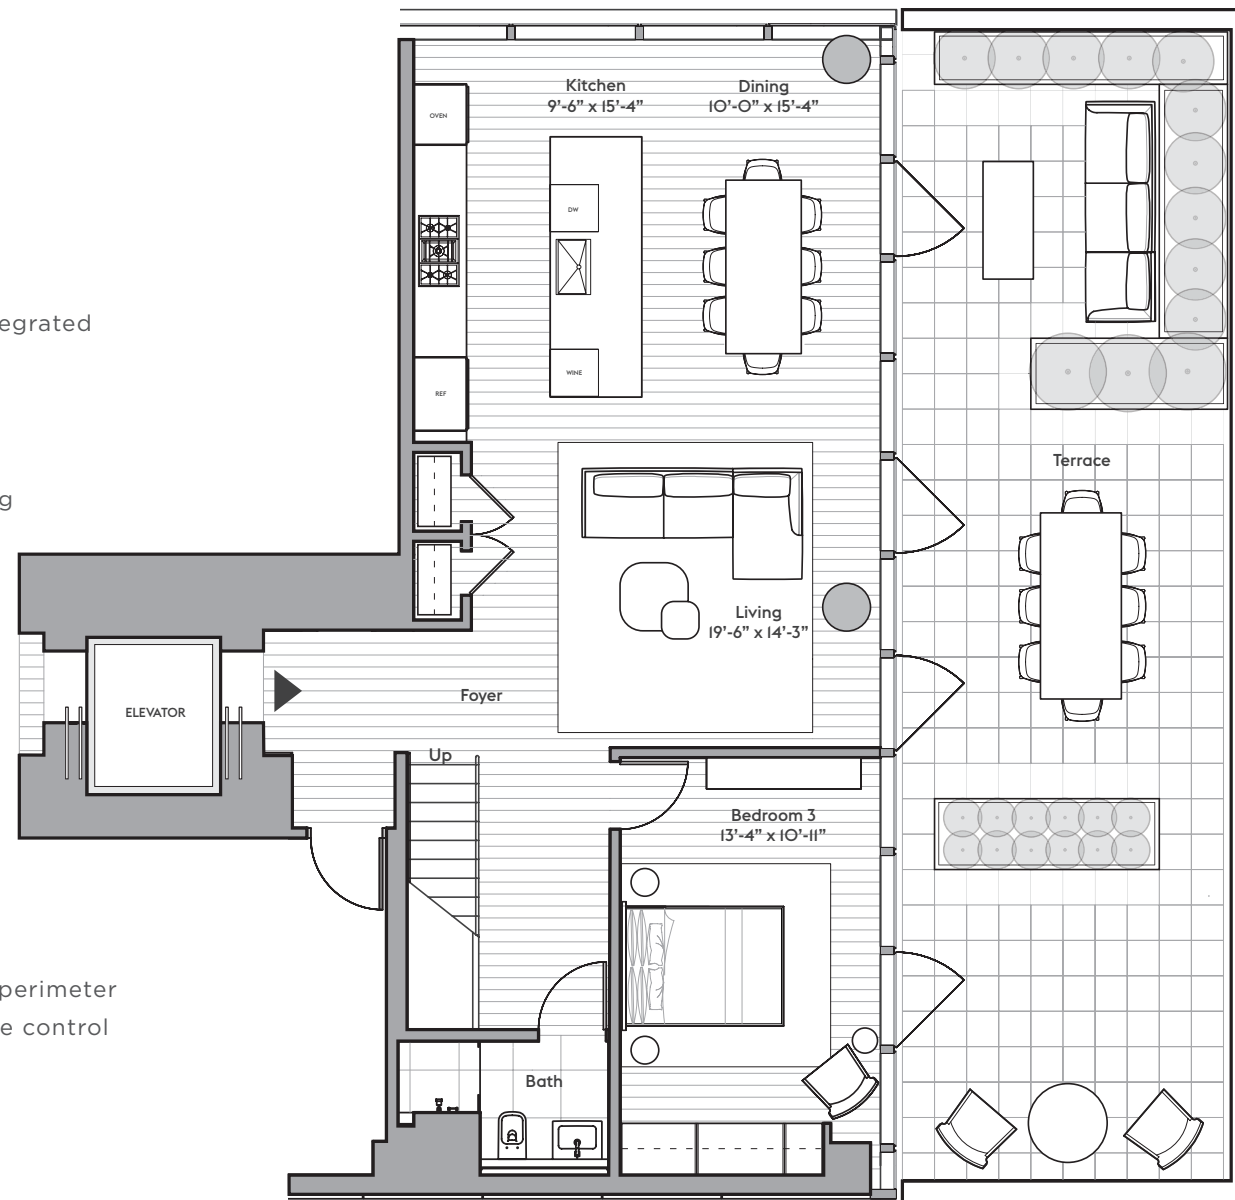 Kitchen
9'-6" x 15'-4"
Dining
10'-0" x 15'-4"
OVEN
DW
WINE
REF
egrated
g
Terrace
Living
19'-6" x 14'-3"
ELEVATOR
Foyer
Up
Bedroom 3
13'-4" x 10'-11"
perimeter
e control
Bath